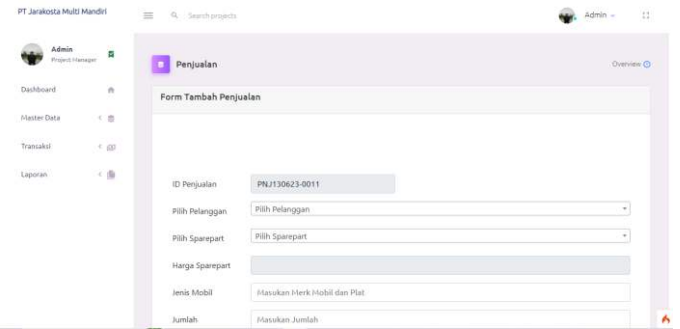 PT Jarakosta Multi Mandiri
Search projects
Admin
Admin
Project Manager
Dashboard
Master Data
Transaksi
Laporan
Penjualan
Overview
Form Tambah Penjualan
ID Penjualan
PNJ130623-0011
Pilih Pelanggan
Pilih Pelanggan
Pilih Sparepart
Pilih Sparepart
Harga Sparepart
Jenis Mobil
Masukan Merk Mobil dan Plat
Jumlah
Masukan Jumlah